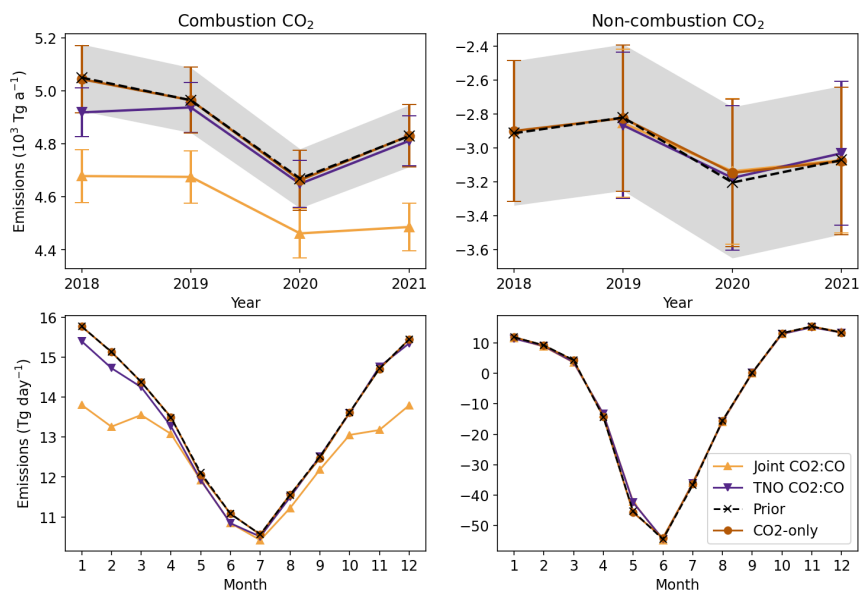 Combustion CO₂
Non-combustion CO₂
Emissions (10³ Tg a⁻¹)
5.2
5.0
4.8
4.6
4.4
2018 2019 2020 2021
Year
−2.4
−2.6
−2.8
−3.0
−3.2
−3.4
−3.6
2018 2019 2020 2021
Year
Emissions (Tg day⁻¹)
16
15
14
13
12
11
1 2 3 4 5 6 7 8 9 10 11 12
Month
10
0
−10
−20
−30
−40
−50
Joint CO2:CO
TNO CO2:CO
Prior
CO2-only
1 2 3 4 5 6 7 8 9 10 11 12
Month